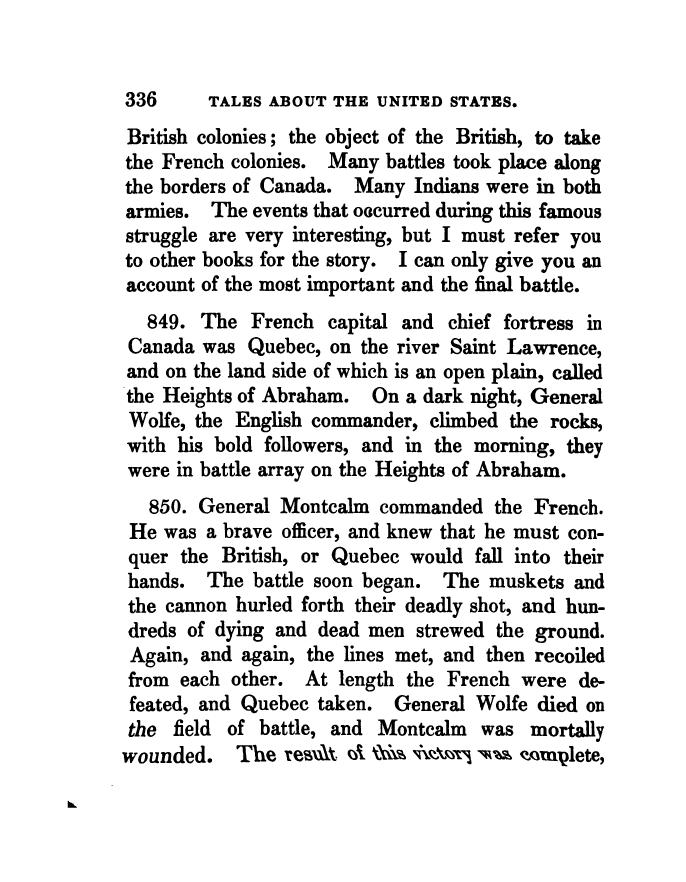 336 TALES ABOUT THE UNITED STATES.
British colonies; the object of the British, to take
the French colonies. Many battles took place along
the borders of Canada. Many Indians were in both
armies. The events that occurred during this famous
struggle are very interesting, but I must refer you
to other books for the story. I can only give you an
account of the most important and the final battle.
849. The French capital and chief fortress in
Canada was Quebec, on the river Saint Lawrence,
and on the land side of which is an open plain, called
the Heights of Abraham. On a dark night, General
Wolfe, the English commander, climbed the rocks,
with his bold followers, and in the morning, they
were in battle array on the Heights of Abraham.
850. General Montcalm commanded the French.
He was a brave officer, and knew that he must con-
quer the British, or Quebec would fall into their
hands. The battle soon began. The muskets and
the cannon hurled forth their deadly shot, and hun-
dreds of dying and dead men strewed the ground.
Again, and again, the lines met, and then recoiled
from each other. At length the French were de-
feated, and Quebec taken. General Wolfe died on
the field of battle, and Montcalm was mortally
wounded. The result of this victory was complete,